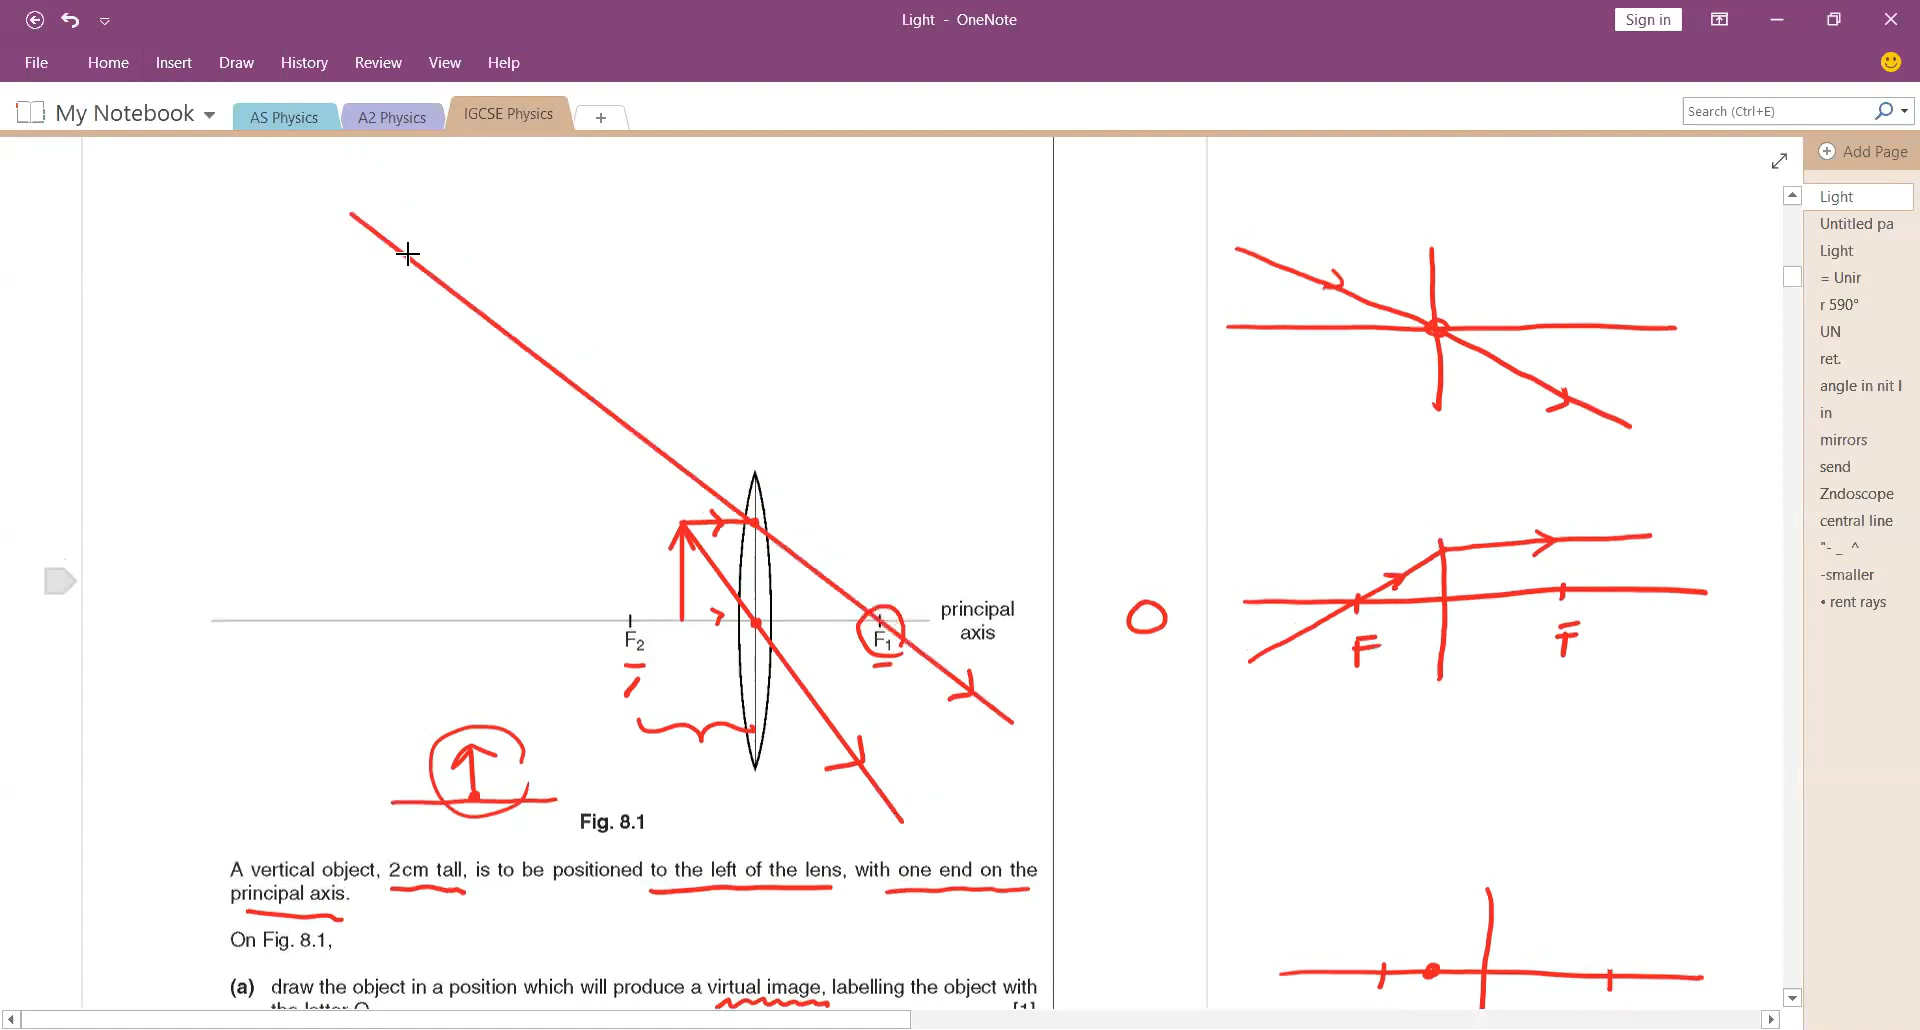 Light - OneNote
Sign in
File Home Insert Draw History Review View Help
My Notebook
AS Physics
A2 Physics
IGCSE Physics
+
Search (Ctrl+E)
Add Page
Light
Untitled pa
Light
= Unir
r 590°
UN
ret.
angle in nit I
in
mirrors
send
Zndoscope
central line
"- _ ^
-smaller
• rent rays
principal
axis
F2
F1
O
F
F
Fig. 8.1
A vertical object, 2cm tall, is to be positioned to the left of the lens, with one end on the
principal axis.
On Fig. 8.1,
(a) draw the object in a position which will produce a virtual image, labelling the object with
the letter O
[1]